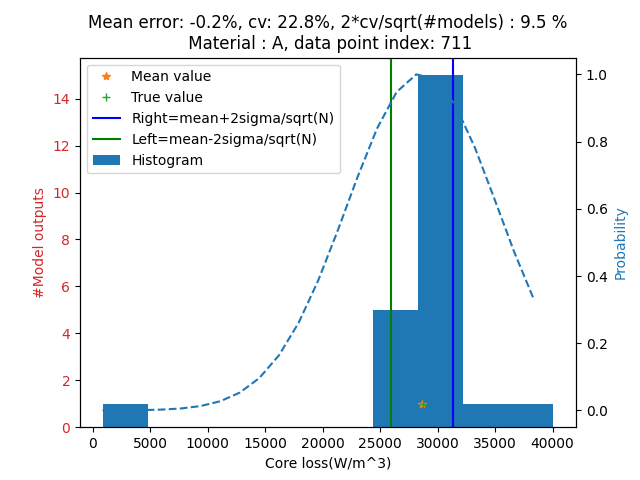 Mean error: -0.2%, cv: 22.8%, 2*cv/sqrt(#models) : 9.5 %
Material : A, data point index: 711
Mean value
True value
Right=mean+2sigma/sqrt(N)
Left=mean-2sigma/sqrt(N)
Histogram
#Model outputs
14
12
10
8
6
4
2
0
1.0
0.8
0.6
0.4
0.2
0.0
Probability
0 5000 10000 15000 20000 25000 30000 35000 40000
Core loss(W/m^3)